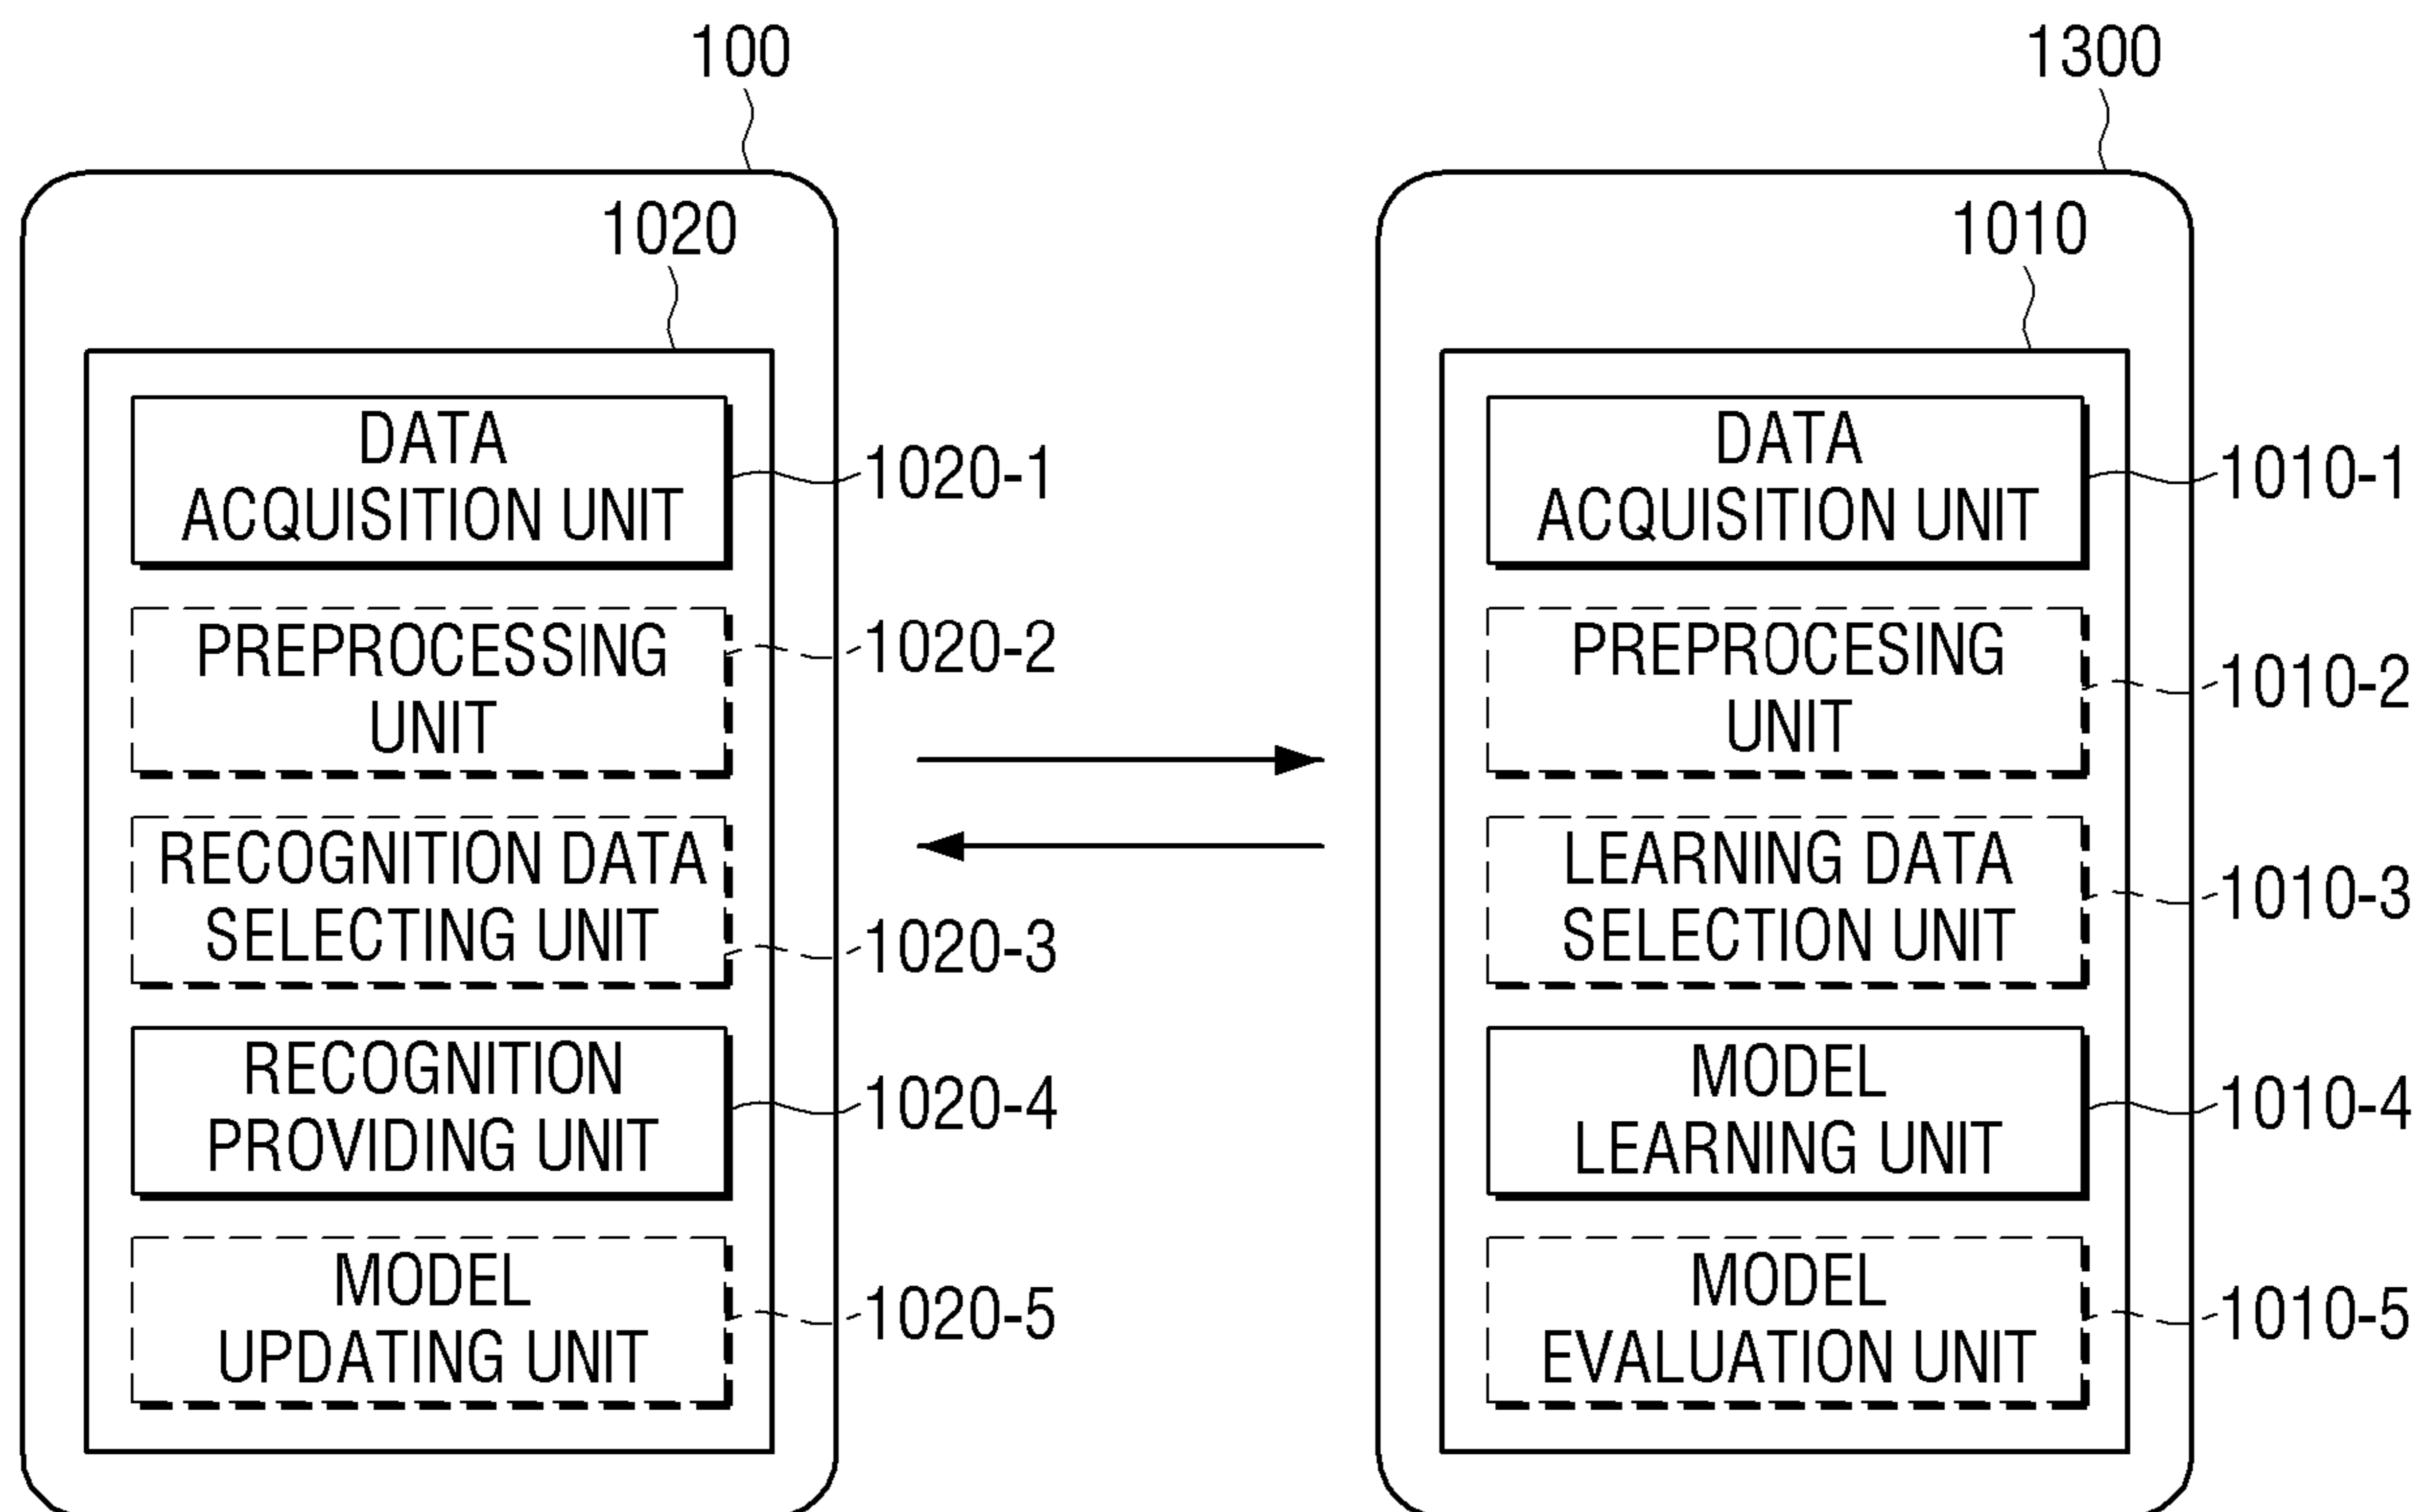 100
1020
DATA
ACQUISITION UNIT
1020-1
PREPROCESSING
UNIT
1020-2
RECOGNITION DATA
SELECTING UNIT
1020-3
RECOGNITION
PROVIDING UNIT
1020-4
MODEL
UPDATING UNIT
1020-5
1300
1010
DATA
ACQUISITION UNIT
1010-1
PREPROCESING
UNIT
1010-2
LEARNING DATA
SELECTION UNIT
1010-3
MODEL
LEARNING UNIT
1010-4
MODEL
EVALUATION UNIT
1010-5